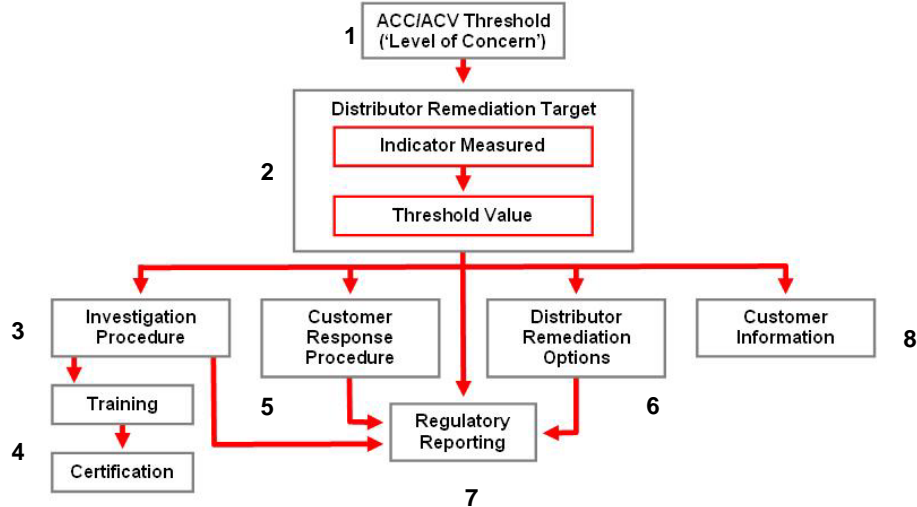 1
ACC/ACV Threshold
(‘Level of Concern’)
2
Distributor Remediation Target
Indicator Measured
Threshold Value
3
Investigation
Procedure
Customer
Response
Procedure
Distributor
Remediation
Options
Customer
Information
8
Training
5
6
Regulatory
Reporting
4
Certification
7